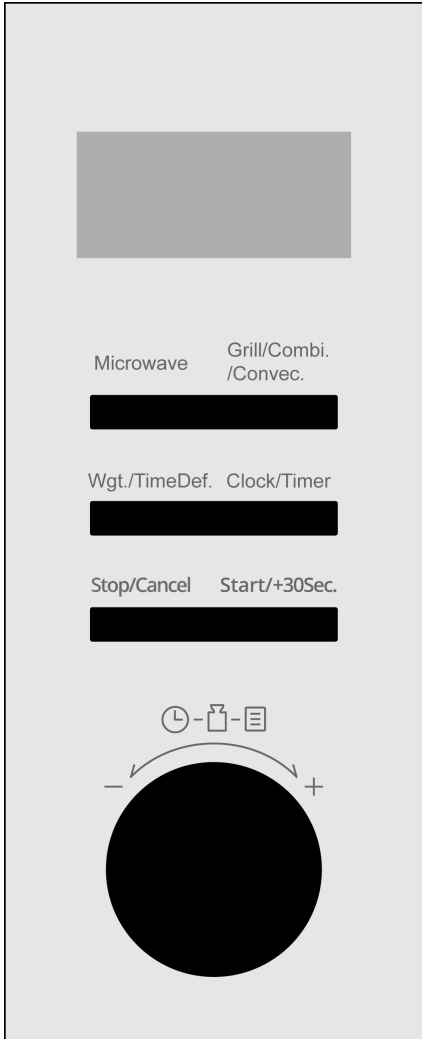 Microwave
Grill/Combi.
/Convec.
Wgt./TimeDef. Clock/Timer
Stop/Cancel Start/+30Sec.
- +